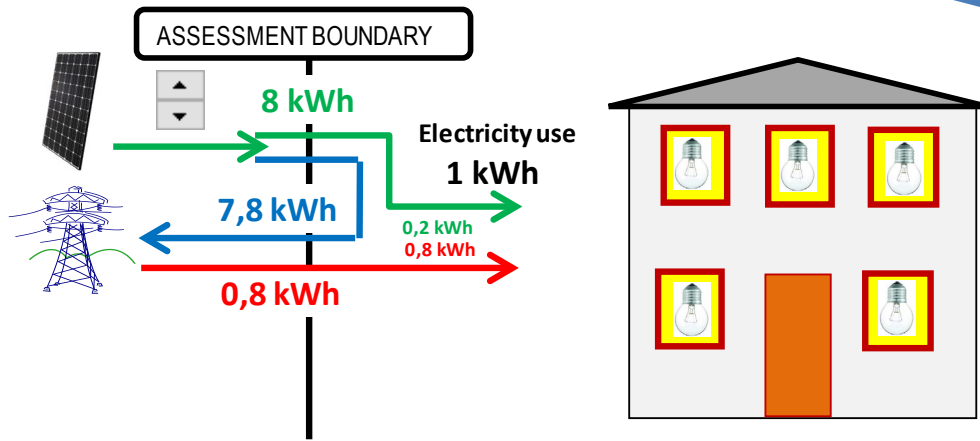 ASSESSMENT BOUNDARY
8 kWh
Electricity use
1 kWh
7,8 kWh
0,2 kWh
0,8 kWh
0,8 kWh